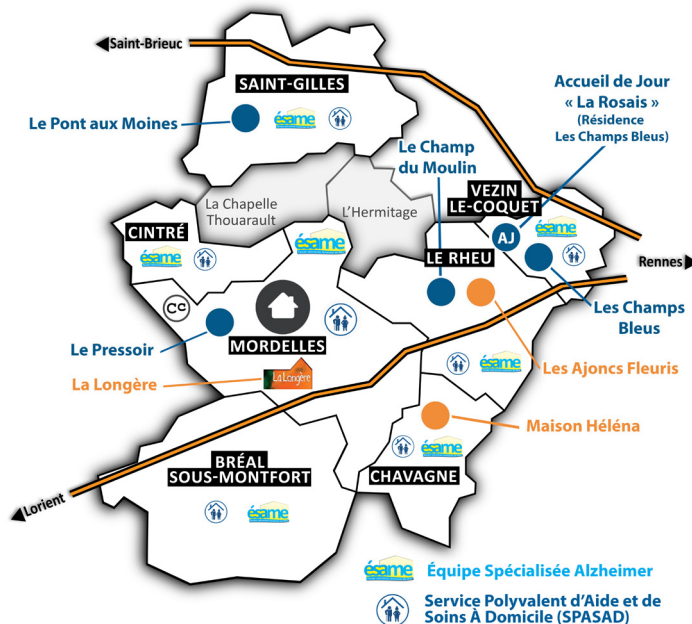 Saint-Brieuc
SAINT-GILLES
Le Pont aux Moines
ésame
Accueil de Jour
« La Rosais »
(Résidence
Les Champs Bleus)
Le Champ
du Moulin
La Chapelle
Thouarault
L'Hermitage
VEZIN
LE-COQUET
ésame
AJ
CINTRÉ
ésame
ésame
LE RHEU
Rennes
Cc
Les Champs
Bleus
Le Pressoir
MORDELLES
La Longère
La Longère
Les Ajoncs Fleuris
ésame
Maison Héléna
ésame
CHAVAGNE
BRÉAL
SOUS-MONTFORT
ésame
Lorient
ésame
Équipe Spécialisée Alzheimer
Service Polyvalent d'Aide et de
Soins À Domicile (SPASAD)